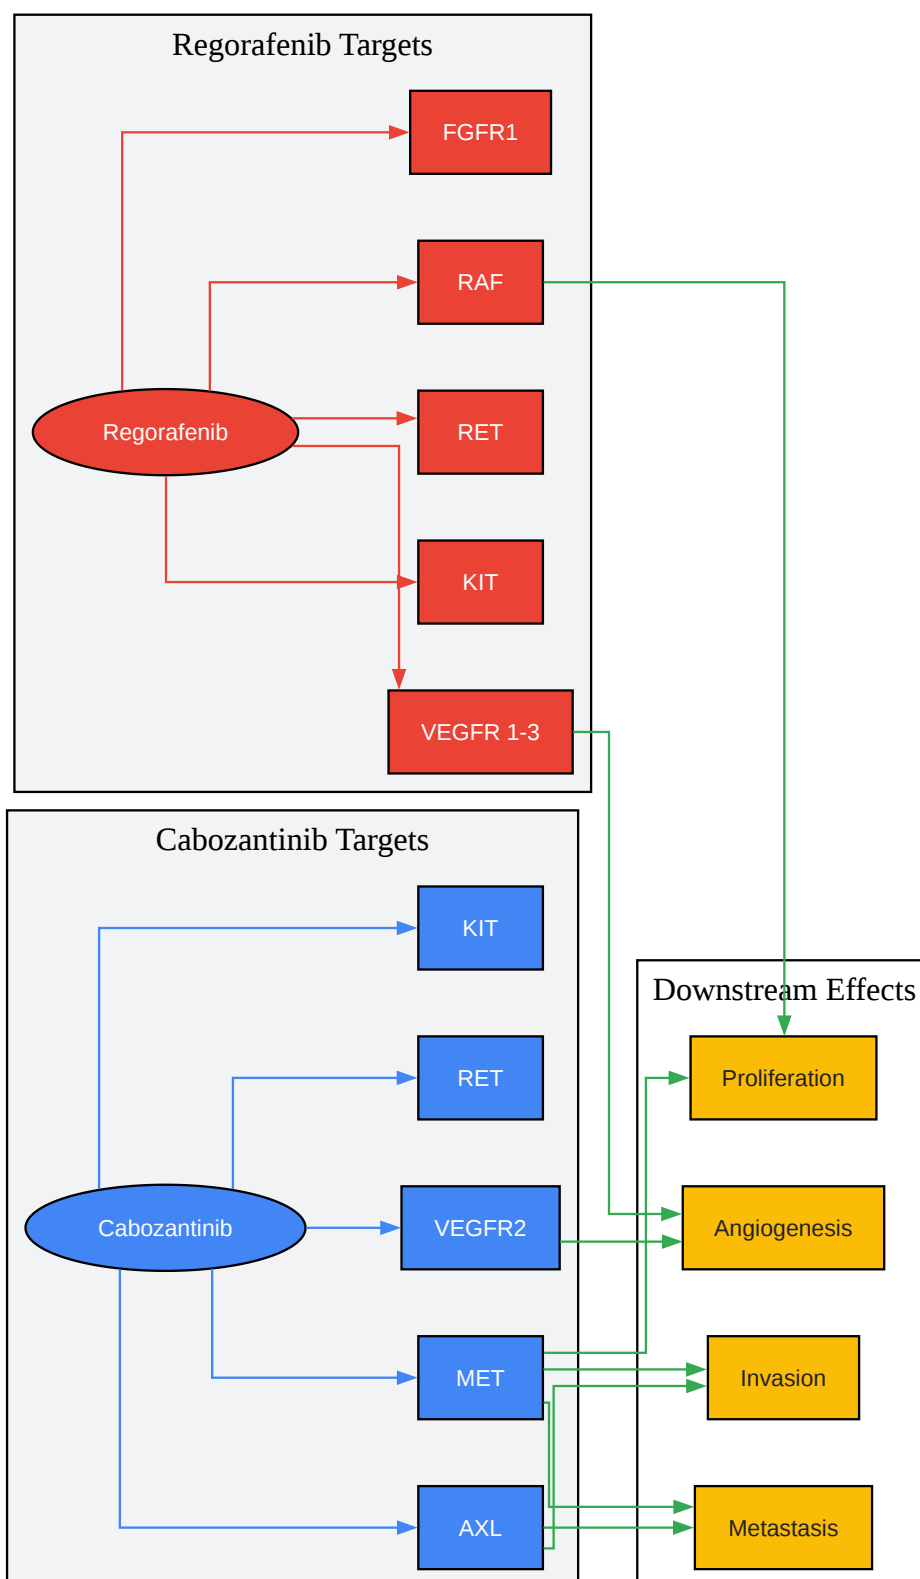 Regorafenib Targets
FGFR1
RAF
Regorafenib
RET
KIT
VEGFR 1-3
Cabozantinib Targets
KIT
RET
Cabozantinib
VEGFR2
MET
AXL
Downstream Effects
Proliferation
Angiogenesis
Invasion
Metastasis